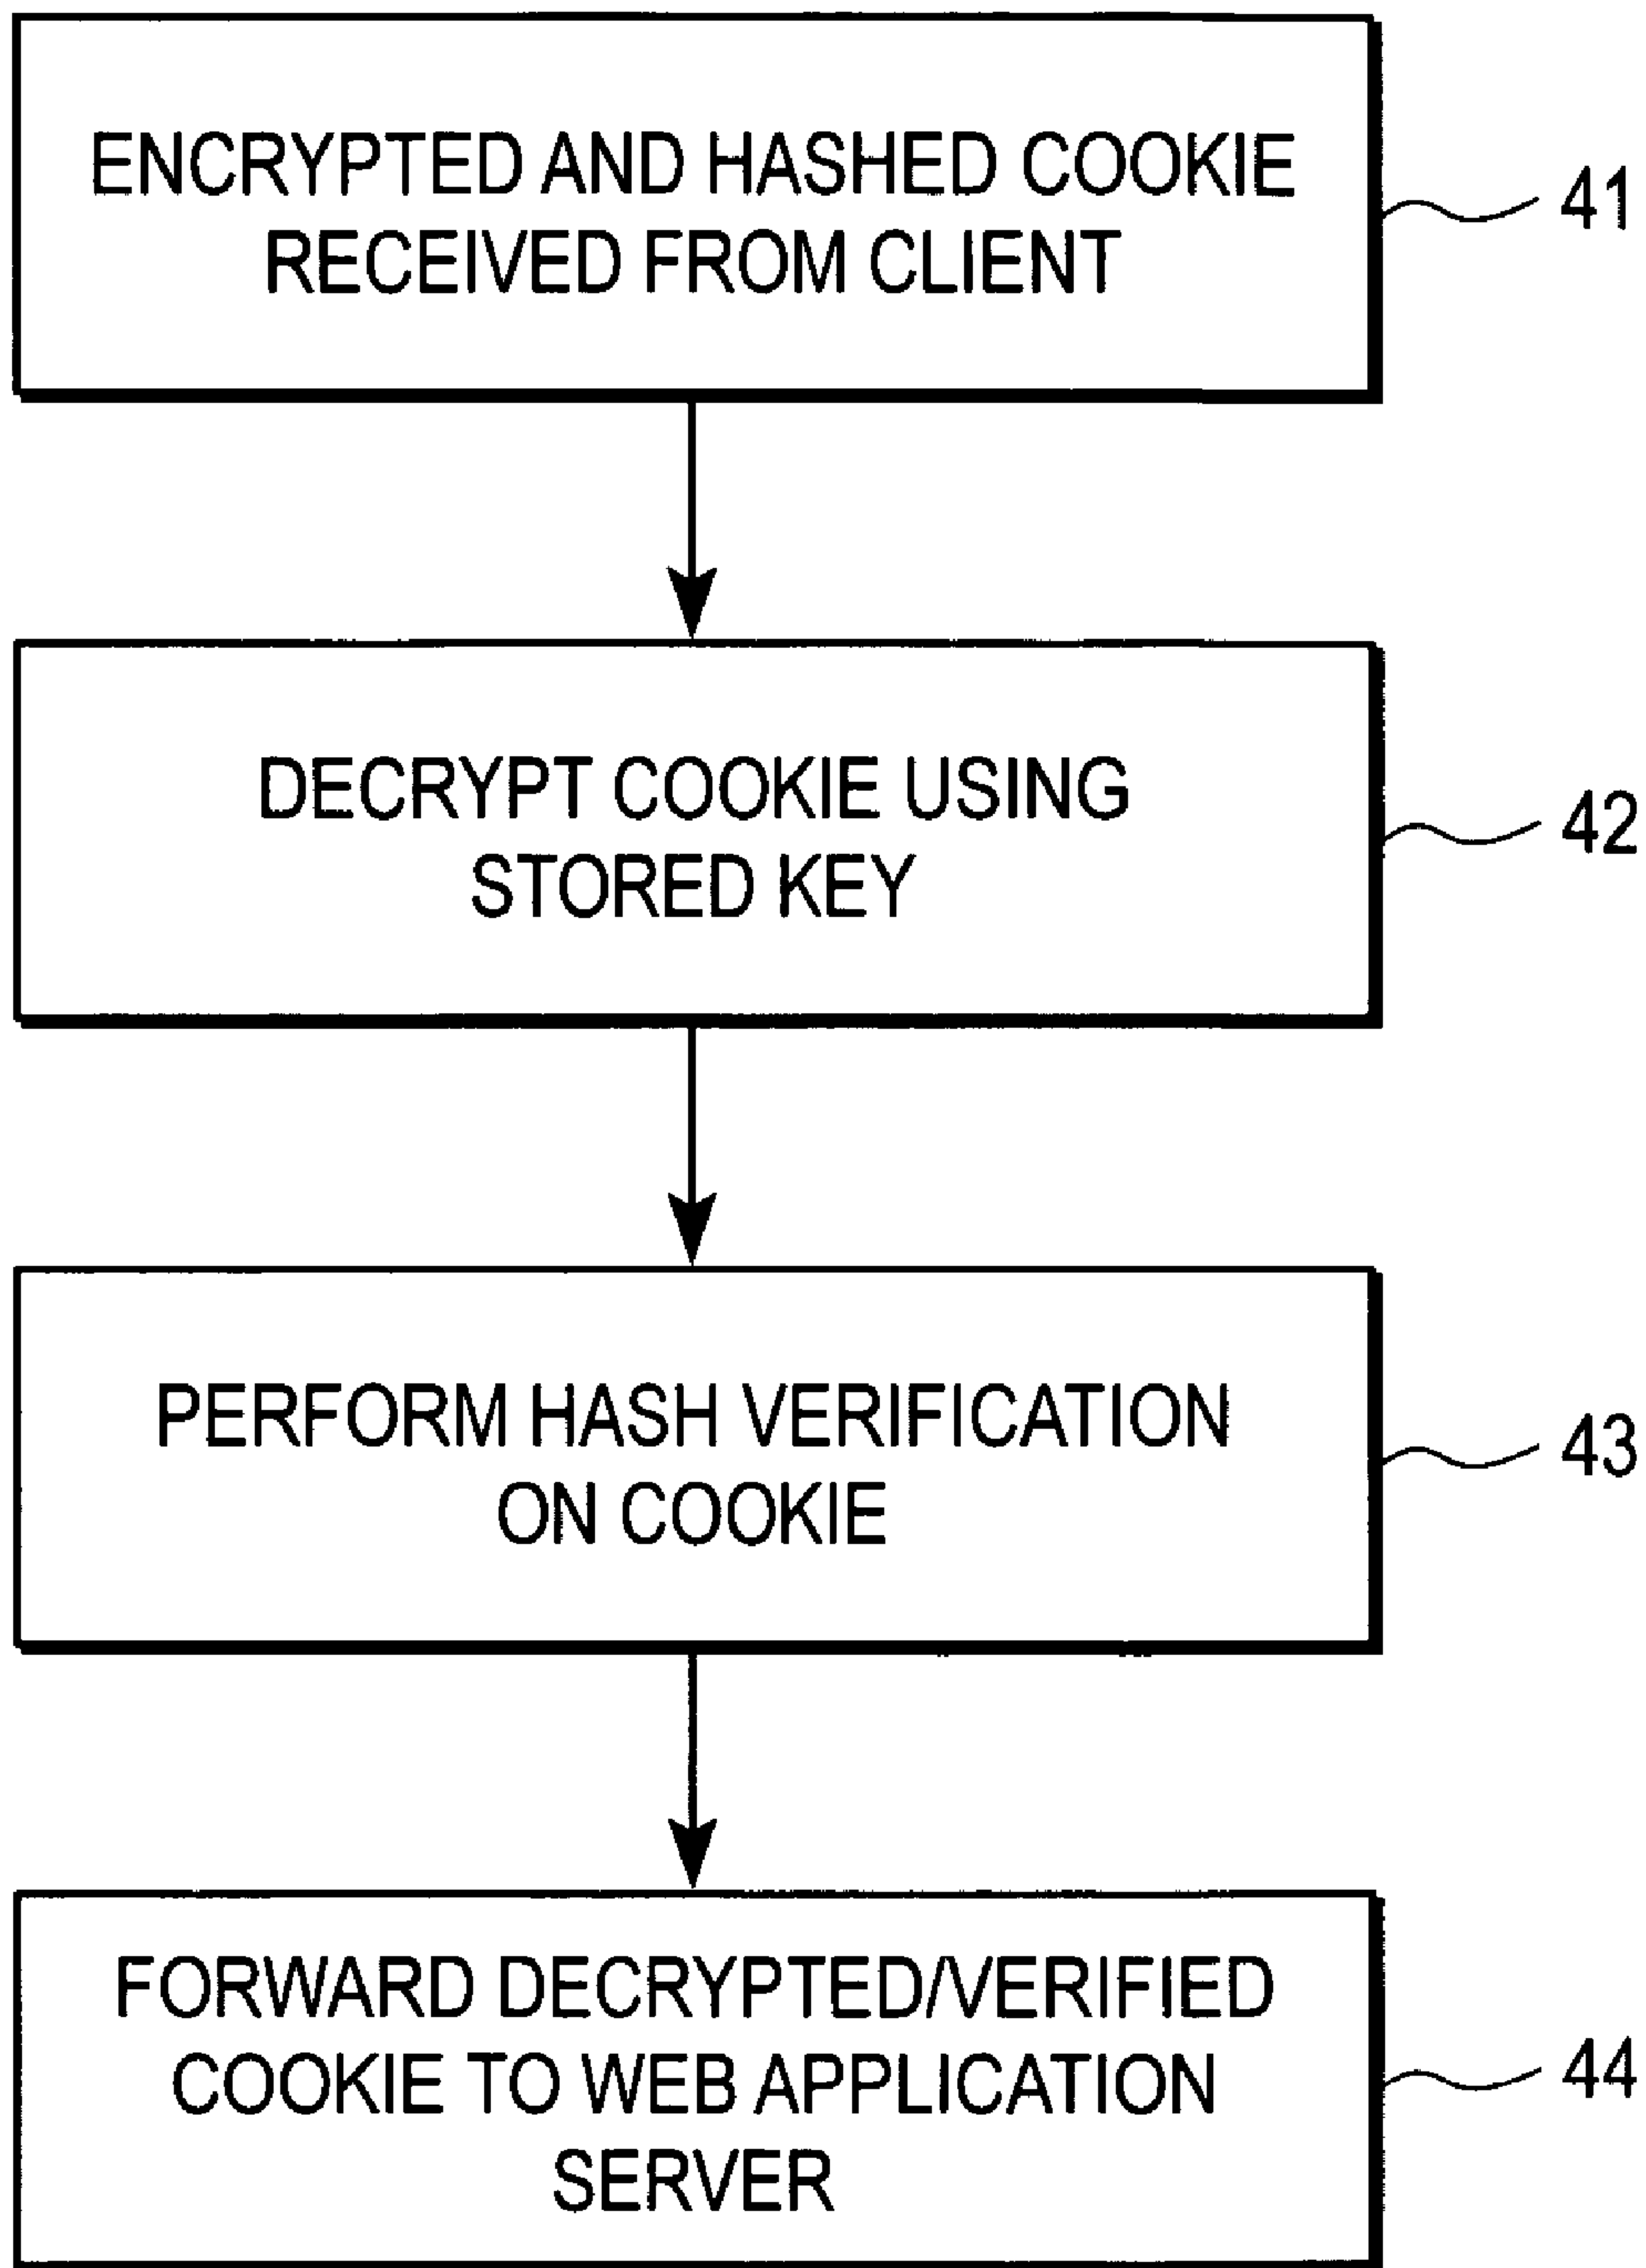 ENCRYPTED AND HASHED COOKIE
RECEIVED FROM CLIENT
41
DECRYPT COOKIE USING
STORED KEY
42
PERFORM HASH VERIFICATION
ON COOKIE
43
FORWARD DECRYPTED/VERIFIED
COOKIE TO WEB APPLICATION
SERVER
44